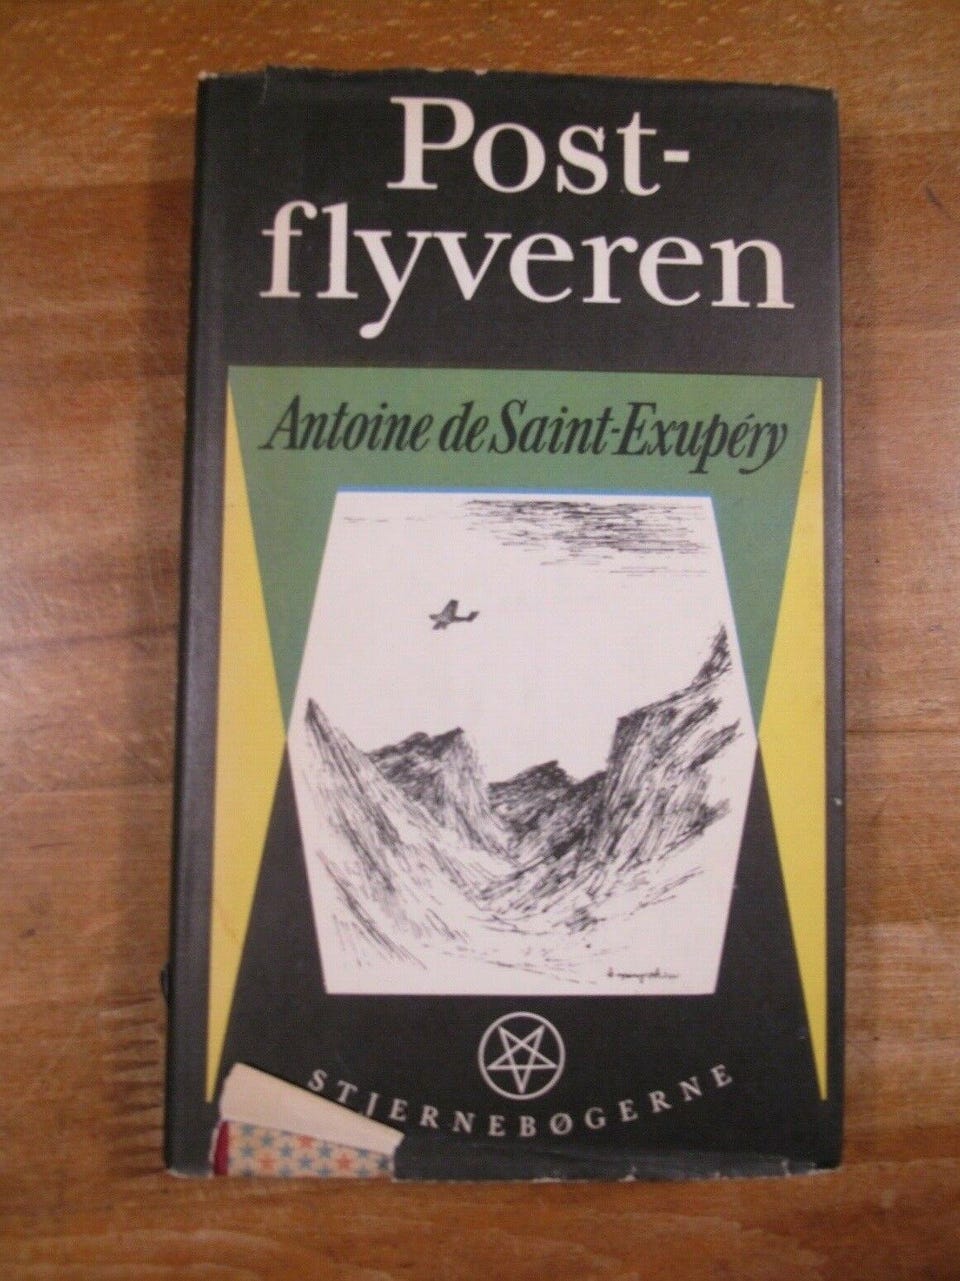 Post-
flyveren
Antoine de Saint-Exupéry
STJERNEBØGERNE